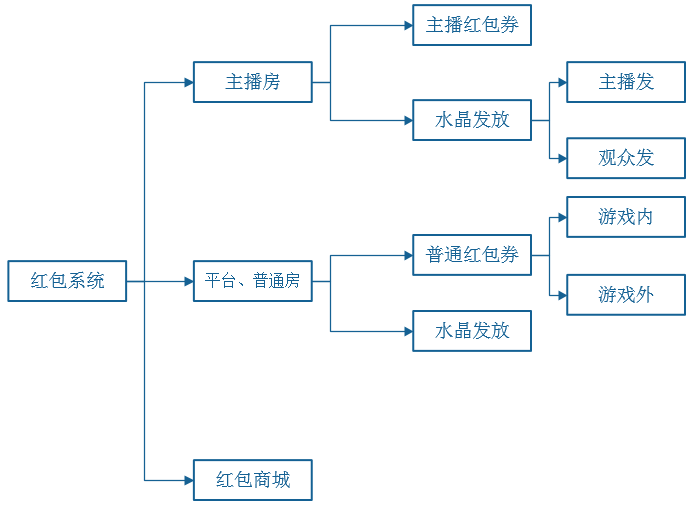 主播红包券
主播房
主播发
水晶发放
观众发
游戏内
普通红包券
红包系统
平台、普通房
游戏外
水晶发放
红包商城